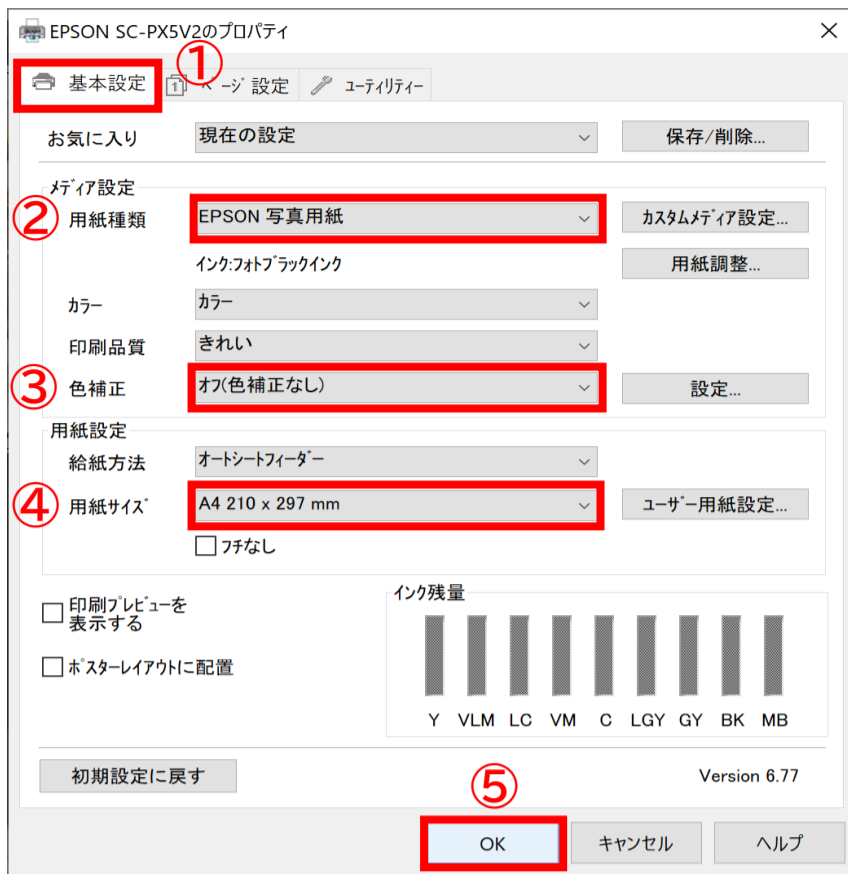 EPSON SC-PX5V2のプロパティ
①
基本設定
ページ設定
ユーティリティー
お気に入り
現在の設定
保存/削除...
メディア設定
②
用紙種類
EPSON 写真用紙
カスタムメディア設定...
インク:フォトブラックインク
用紙調整...
カラー
カラー
印刷品質
きれい
③
色補正
オフ(色補正なし)
設定...
用紙設定
給紙方法
オートシートフィーダー
④
用紙サイズ
A4 210 x 297 mm
ユーザー用紙設定...
フチなし
印刷プレビューを
表示する
ポスターレイアウトに配置
インク残量
Y VLM LC VM C LGY GY BK MB
初期設定に戻す
Version 6.77
⑤
OK
キャンセル
ヘルプ